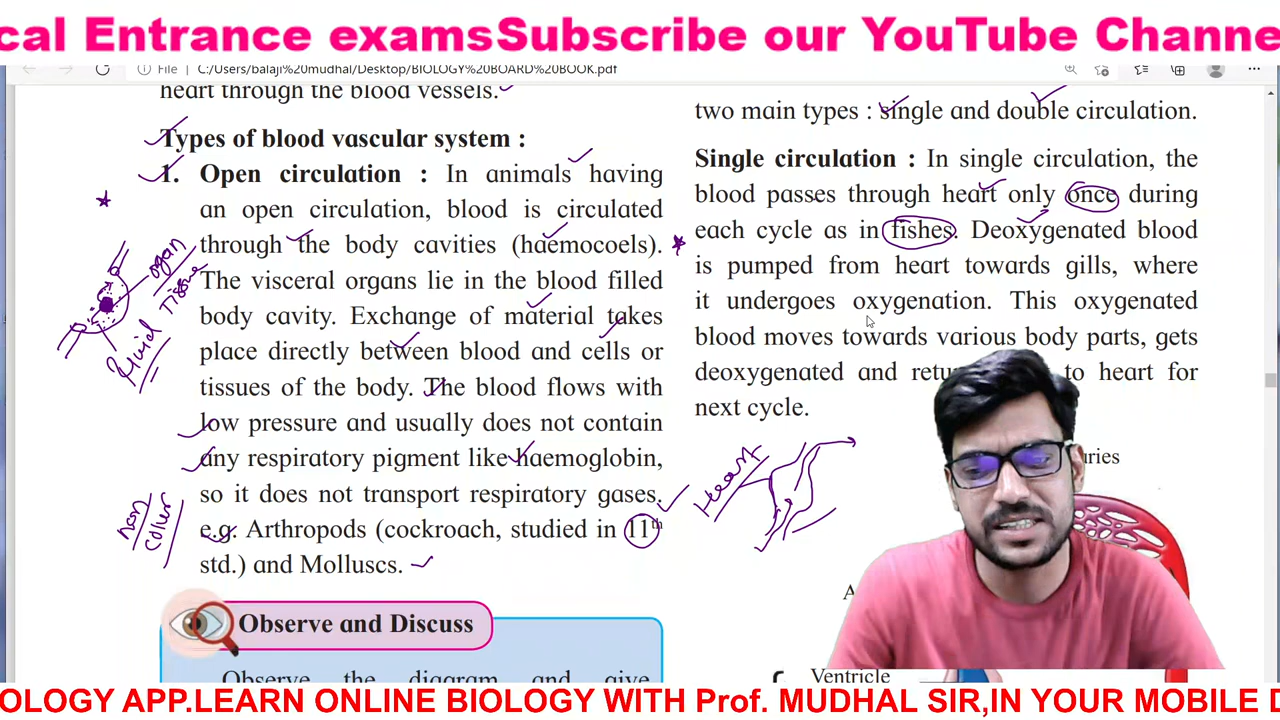 cal Entrance examsSubscribe our YouTube Channe
File C:/Users/balaji%20mudhal/Desktop/BIOLOGY%20BOARD%20BOOK.pdf
heart through the blood vessels.
Types of blood vascular system :
1. Open circulation : In animals having
an open circulation, blood is circulated
through the body cavities (haemocoels).
The visceral organs lie in the blood filled
body cavity. Exchange of material takes
place directly between blood and cells or
tissues of the body. The blood flows with
low pressure and usually does not contain
any respiratory pigment like haemoglobin,
so it does not transport respiratory gases.
e.g. Arthropods (cockroach, studied in 11th
std.) and Molluscs.
ogan
Tissue
fluid
non
coller
Observe and Discuss
Observe the diagram and give
two main types : single and double circulation.
Single circulation : In single circulation, the
blood passes through heart only once during
each cycle as in fishes. Deoxygenated blood
is pumped from heart towards gills, where
it undergoes oxygenation. This oxygenated
blood moves towards various body parts, gets
deoxygenated and to heart for
next cycle.
Heart
Ventricle
OLOGY APP.LEARN ONLINE BIOLOGY WITH Prof. MUDHAL SIR,IN YOUR MOBILE D